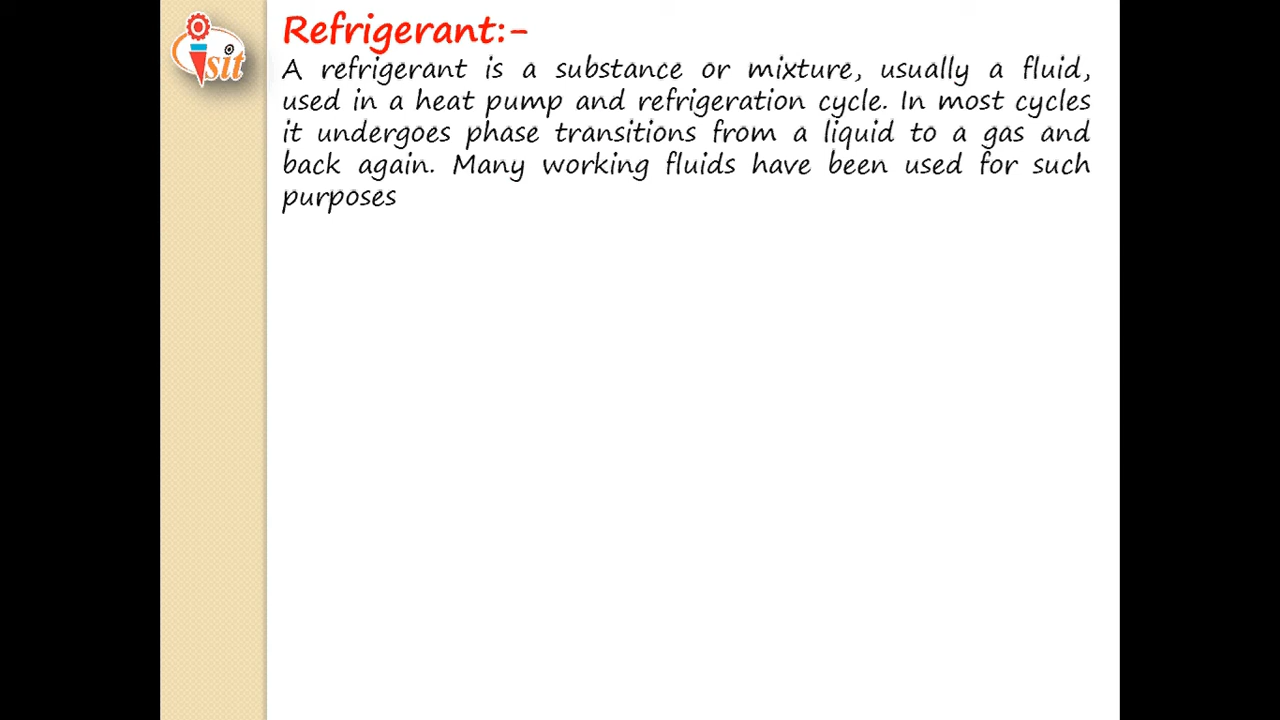 isit
Refrigerant:-
A refrigerant is a substance or mixture, usually a fluid,
used in a heat pump and refrigeration cycle. In most cycles
it undergoes phase transitions from a liquid to a gas and
back again. Many working fluids have been used for such
purposes